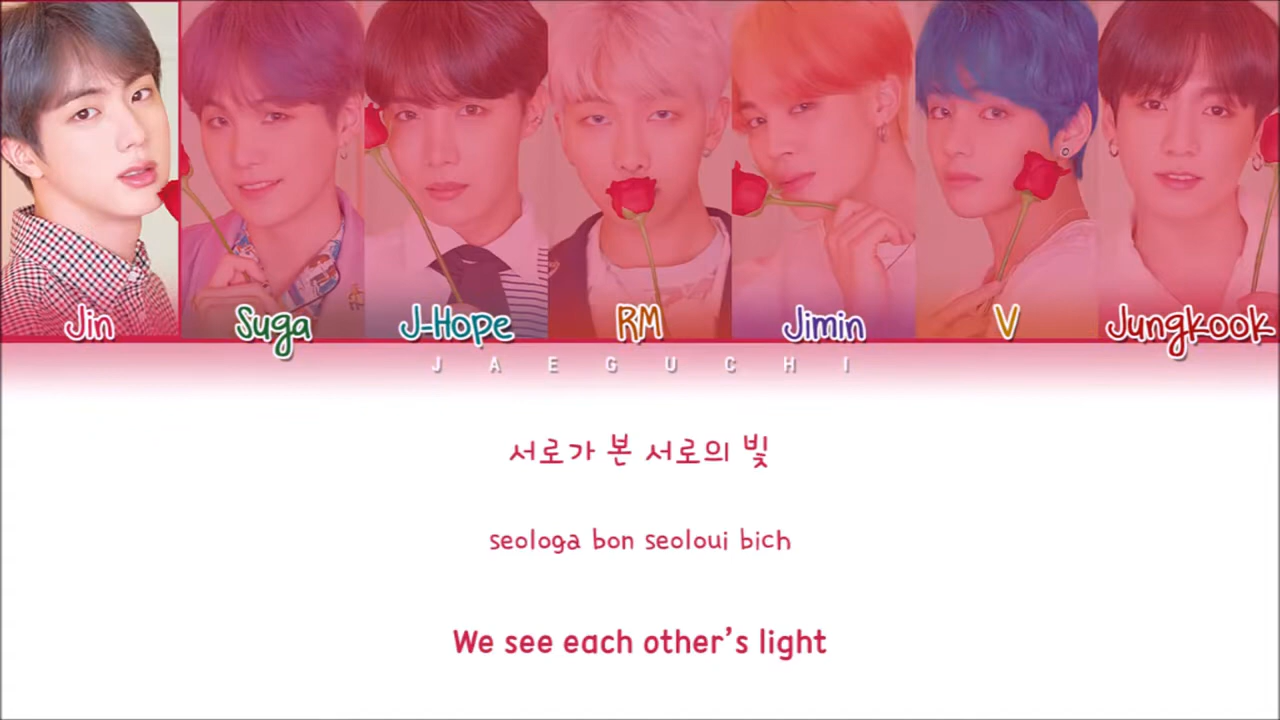 Jin Suga J-Hope RM Jimin V Jungkook
JAEGUCHI
서로가 본 서로의 빛
seologa bon seoloui bich
We see each other's light